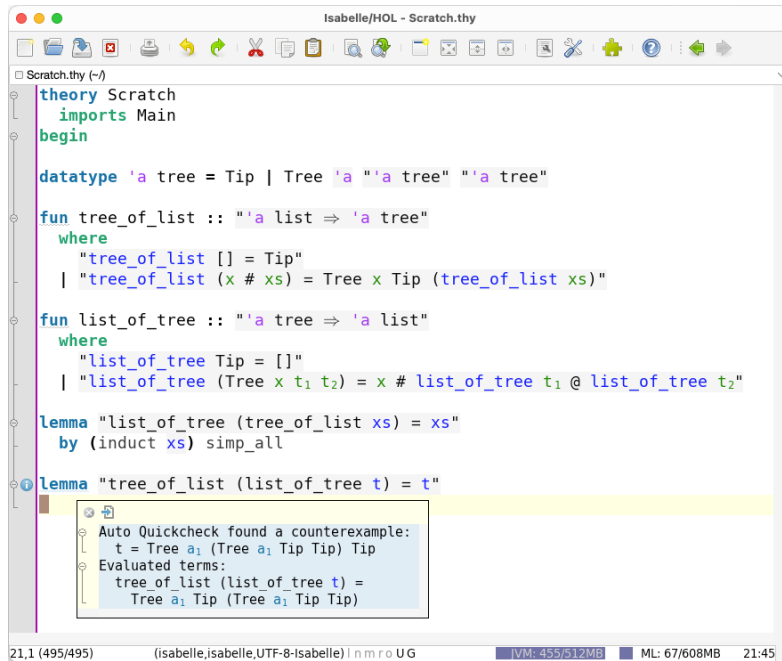 Isabelle/HOL - Scratch.thy
Scratch.thy (~/)
theory Scratch
imports Main
begin
datatype 'a tree = Tip | Tree 'a "'a tree" "'a tree"
fun tree_of_list :: "'a list ⇒ 'a tree"
where
"tree_of_list [] = Tip"
| "tree_of_list (x # xs) = Tree x Tip (tree_of_list xs)"
fun list_of_tree :: "'a tree ⇒ 'a list"
where
"list_of_tree Tip = []"
| "list_of_tree (Tree x t₁ t₂) = x # list_of_tree t₁ @ list_of_tree t₂"
lemma "list_of_tree (tree_of_list xs) = xs"
by (induct xs) simp_all
lemma "tree_of_list (list_of_tree t) = t"
Auto Quickcheck found a counterexample:
t = Tree a₁ (Tree a₁ Tip Tip) Tip
Evaluated terms:
tree_of_list (list_of_tree t) =
Tree a₁ Tip (Tree a₁ Tip Tip)
21,1 (495/495) (isabelle,isabelle,UTF-8-Isabelle) l n m r o U G JVM: 455/512MB ML: 67/608MB 21:45